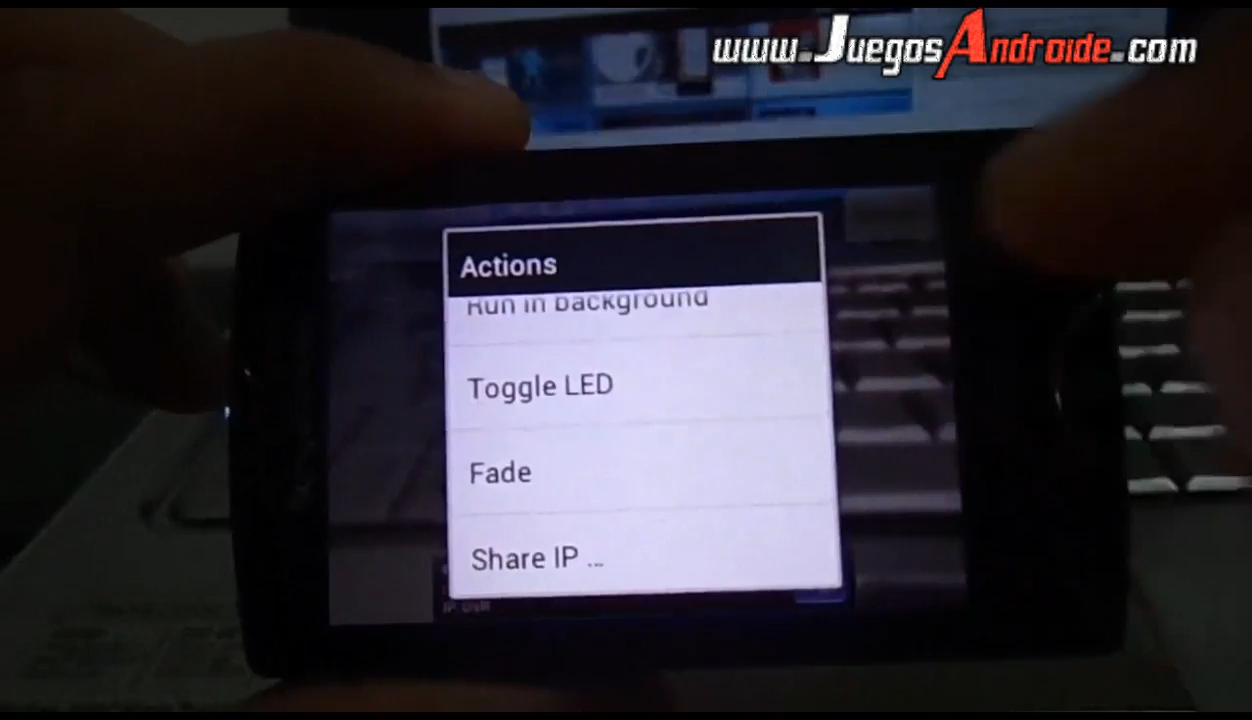 www.JuegosAndroide.com
Actions
Run in background
Toggle LED
Fade
Share IP ...